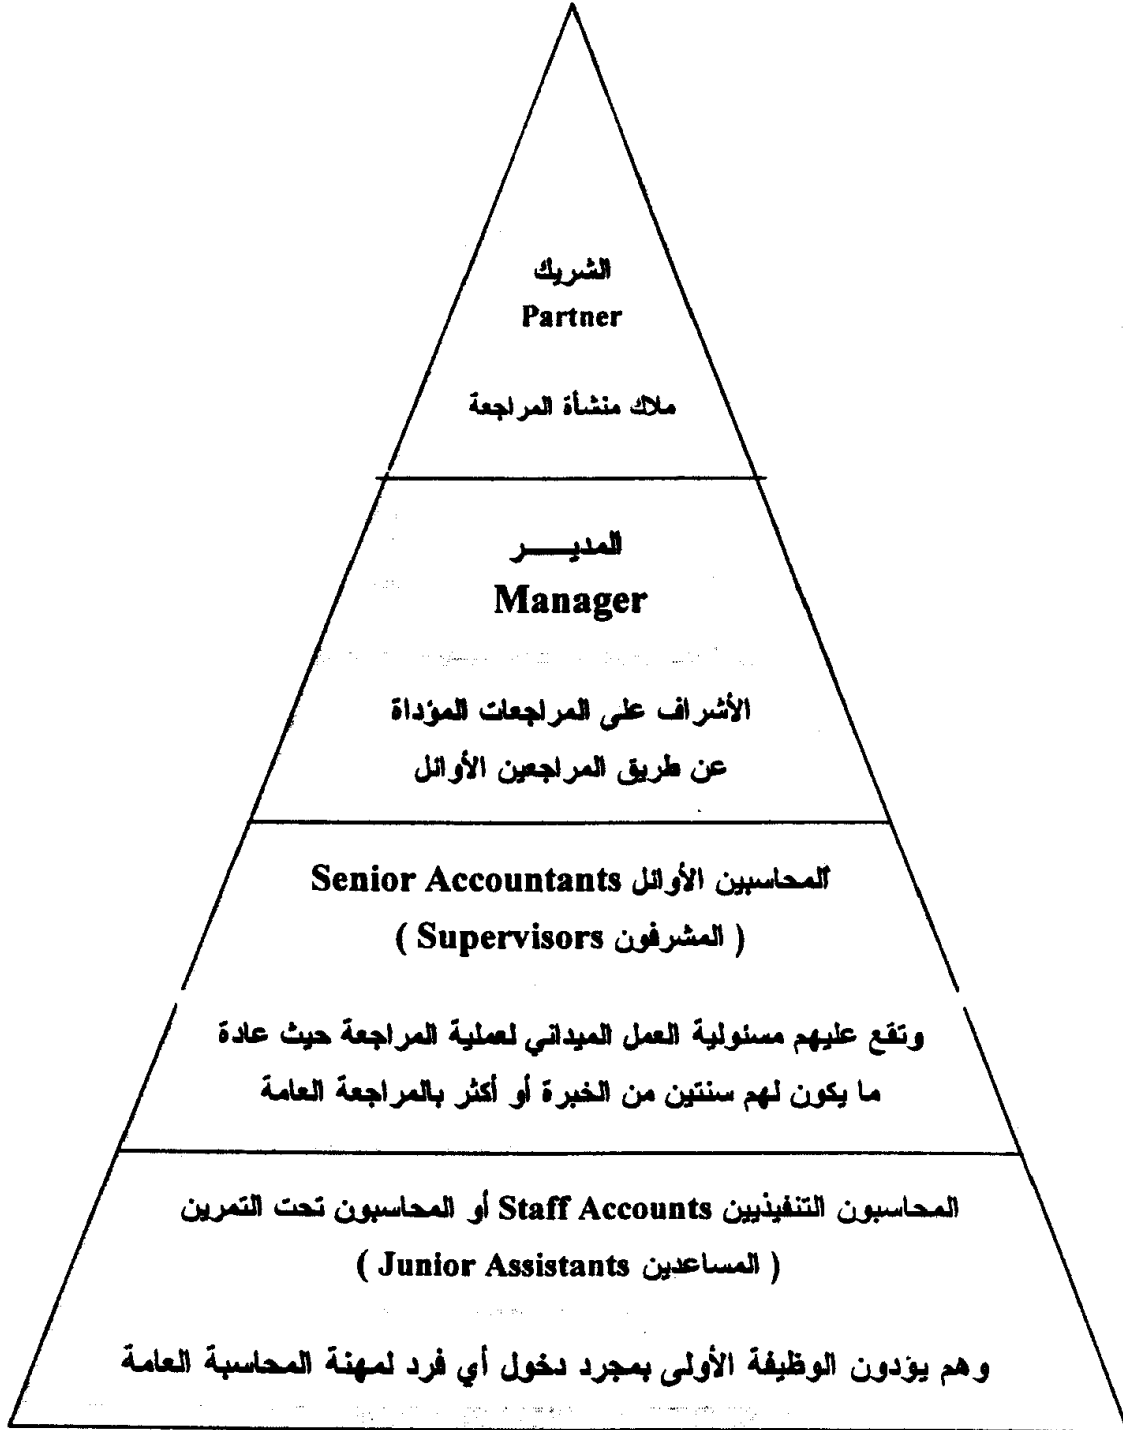 الشريك
Partner
ملاك منشأة المراجعة
المديـــــر
Manager
الأشراف على المراجعات المؤداة
عن طريق المراجعين الأوائل
المحاسبين الأوائل Senior Accountants
( المشرفون Supervisors )
وتقع عليهم مسئولية العمل الميداني لعملية المراجعة حيث عادة
ما يكون لهم سنتين من الخبرة أو أكثر بالمراجعة العامة
المحاسبون التنفيذيين Staff Accounts أو المحاسبون تحت التمرين
( المساعدين Junior Assistants )
وهم يؤدون الوظيفة الأولى بمجرد دخول أي فرد لمهنة المحاسبة العامة